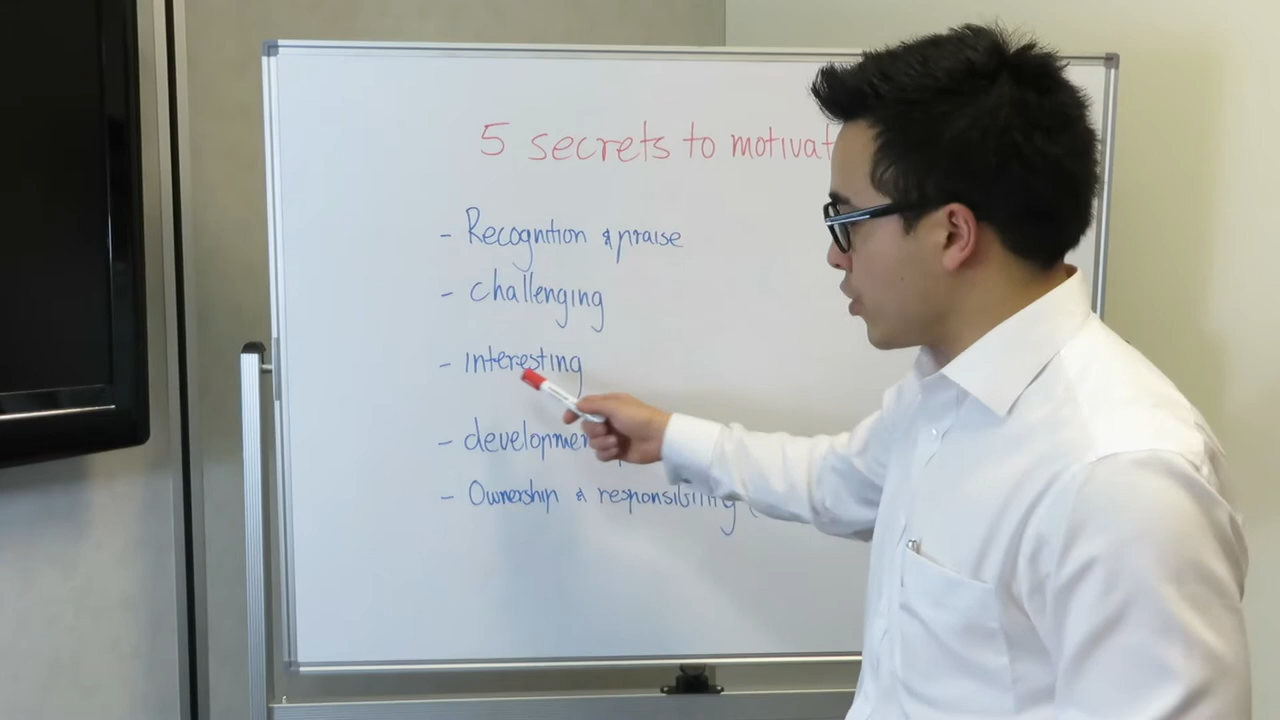 5 secrets to motivat
- Recognition & praise
- challenging
- interesting
- developmen
- Ownership & responsibility